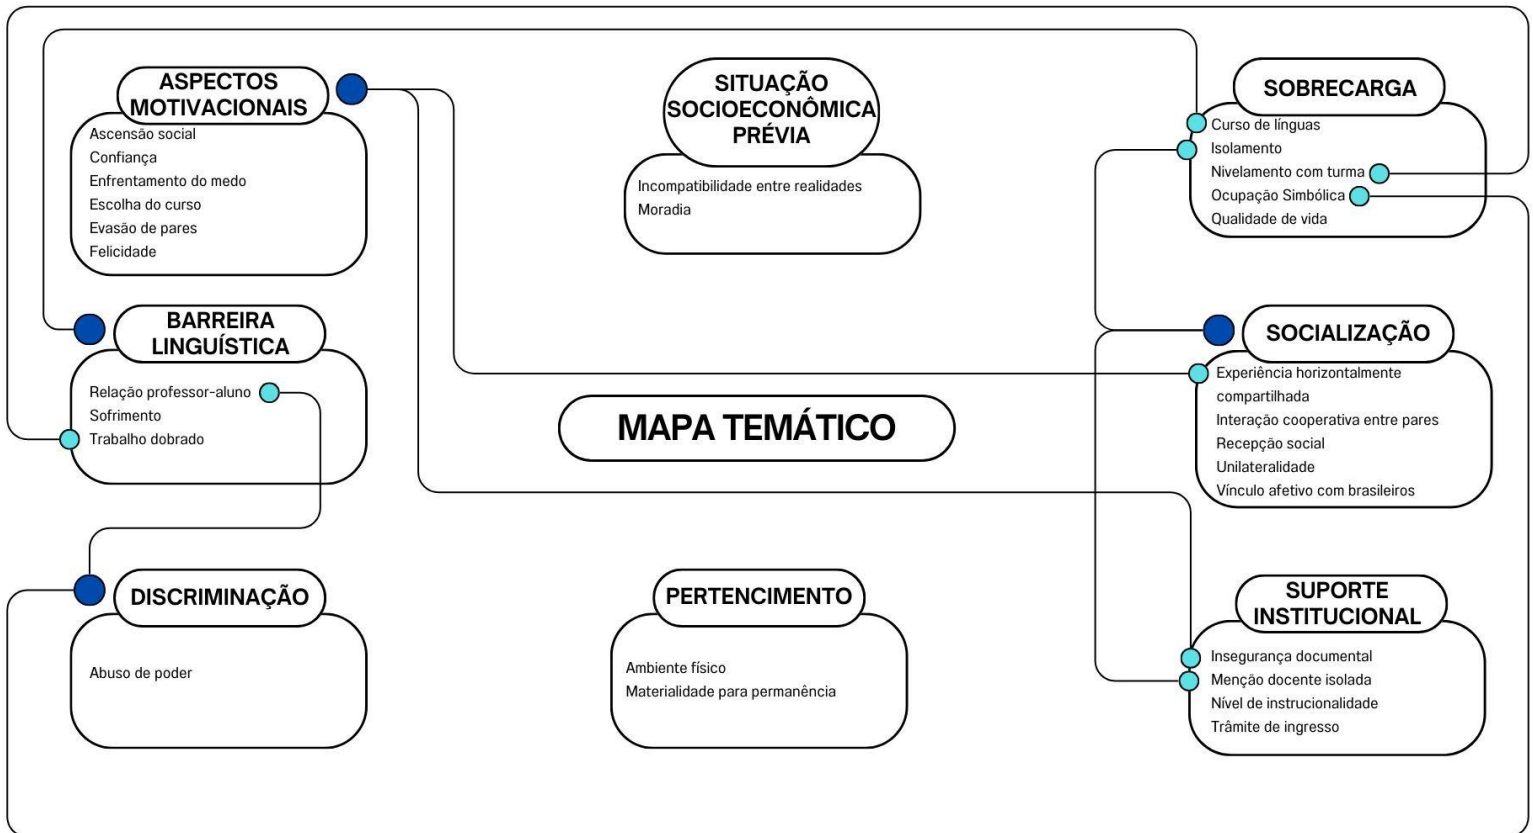 ASPECTOS
MOTIVACIONAIS
Ascensão social
Confiança
Enfrentamento do medo
Escolha do curso
Evasão de pares
Felicidade
SITUAÇÃO
SOCIOECONÔMICA
PRÉVIA
Incompatibilidade entre realidades
Moradia
SOBRECARGA
Curso de línguas
Isolamento
Nivelamento com turma
Ocupação Simbólica
Qualidade de vida
BARREIRA
LINGUÍSTICA
Relação professor-aluno
Sofrimento
Trabalho dobrado
MAPA TEMÁTICO
SOCIALIZAÇÃO
Experiência horizontalmente
compartilhada
Interação cooperativa entre pares
Recepção social
Unilateralidade
Vínculo afetivo com brasileiros
DISCRIMINAÇÃO
Abuso de poder
PERTENCIMENTO
Ambiente físico
Materialidade para permanência
SUPORTE
INSTITUCIONAL
Insegurança documental
Menção docente isolada
Nível de instrucionalidade
Trâmite de ingresso